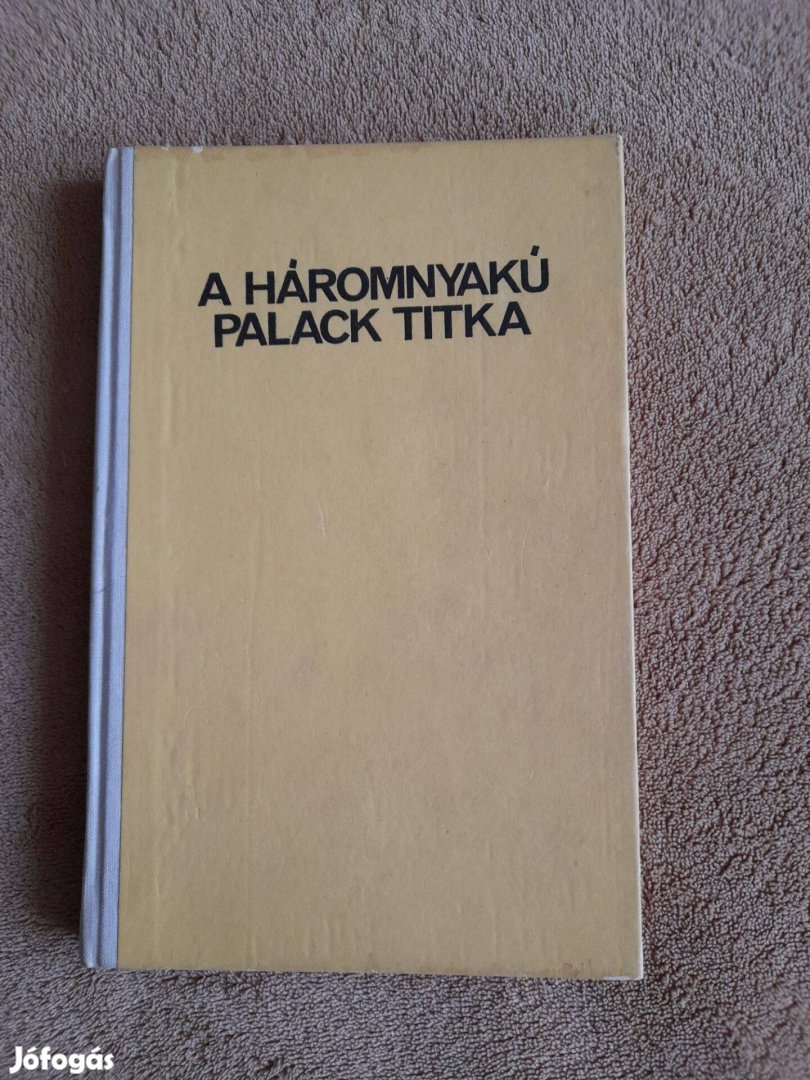 A HÁROMNYAKÚ
PALACK TITKA
Jófogás